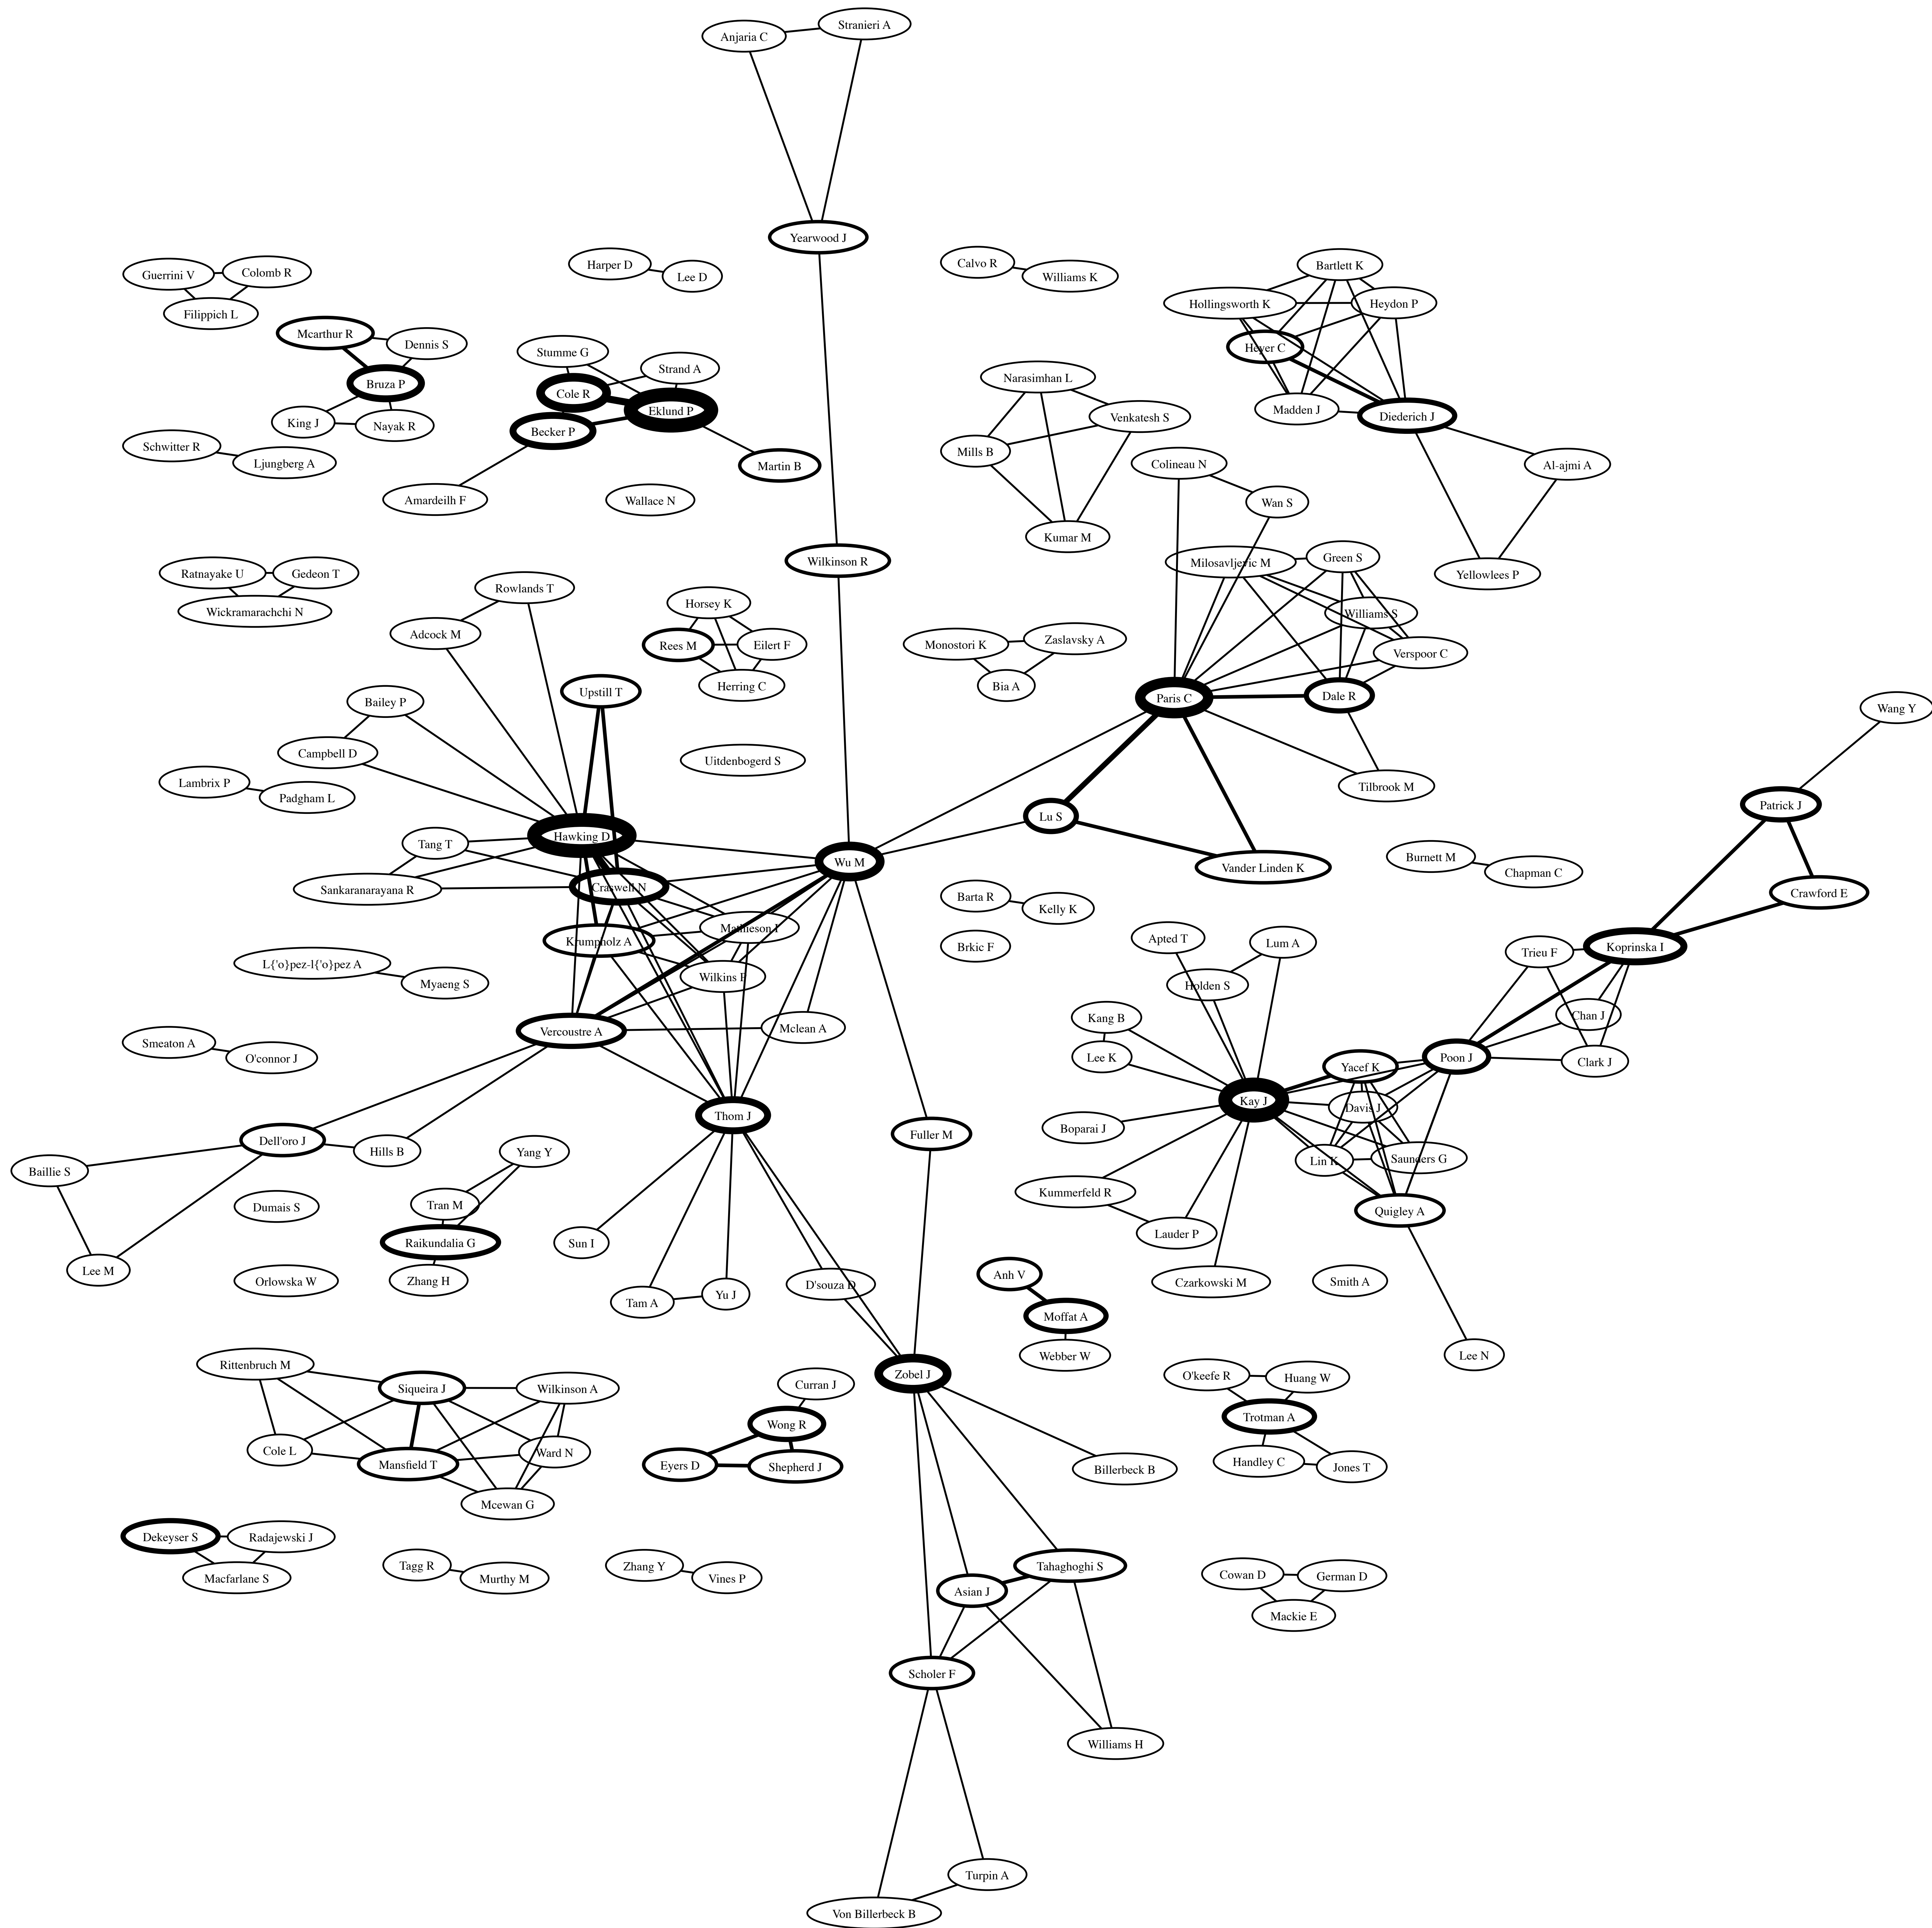 Stranieri A
Anjaria C
Yearwood J
Harper D
Lee D
Calvo R
Williams K
Guerrini V
Colomb R
Filippich L
Bartlett K
Hollingsworth K
Heydon P
Heyer C
Madden J
Diederich J
Al-ajmi A
Yellowlees P
Mcarthur R
Dennis S
Bruza P
King J
Nayak R
Stumme G
Strand A
Cole R
Eklund P
Becker P
Martin B
Amardeilh F
Schwitter R
Ljungberg A
Wallace N
Narasimhan L
Venkatesh S
Mills B
Kumar M
Colineau N
Wan S
Milosavljevic M
Green S
Williams S
Verspoor C
Paris C
Dale R
Tilbrook M
Wilkinson R
Ratnayake U
Gedeon T
Wickramarachchi N
Rowlands T
Adcock M
Horsey K
Rees M
Eilert F
Herring C
Monostori K
Zaslavsky A
Bia A
Upstill T
Bailey P
Campbell D
Uitdenbogerd S
Lambrix P
Padgham L
Wang Y
Patrick J
Crawford E
Koprinska I
Lu S
Vander Linden K
Hawking D
Tang T
Sankaranarayana R
Craswell N
Wu M
Burnett M
Chapman C
Barta R
Kelly K
Brkic F
Krumpholz A
Mathieson I
Wilkins P
Mclean A
Vercoustre A
L{'o}pez-l{'o}pez A
Myaeng S
Smeaton A
O'connor J
Apted T
Lum A
Holden S
Kang B
Lee K
Trieu F
Chan J
Clark J
Poon J
Yacef K
Kay J
Davis J
Boparai J
Lin K
Saunders G
Kummerfeld R
Lauder P
Quigley A
Czarkowski M
Smith A
Lee N
Thom J
Fuller M
Dell'oro J
Hills B
Baillie S
Lee M
Dumais S
Orlowska W
Yang Y
Tran M
Raikundalia G
Zhang H
Sun I
Tam A
Yu J
D'souza D
Anh V
Moffat A
Webber W
Zobel J
Rittenbruch M
Siqueira J
Wilkinson A
Cole L
Mansfield T
Ward N
Mcewan G
Curran J
Wong R
Eyers D
Shepherd J
O'keefe R
Huang W
Trotman A
Handley C
Jones T
Billerbeck B
Dekeyser S
Radajewski J
Macfarlane S
Tagg R
Murthy M
Zhang Y
Vines P
Tahaghoghi S
Asian J
Cowan D
German D
Mackie E
Scholer F
Williams H
Turpin A
Von Billerbeck B